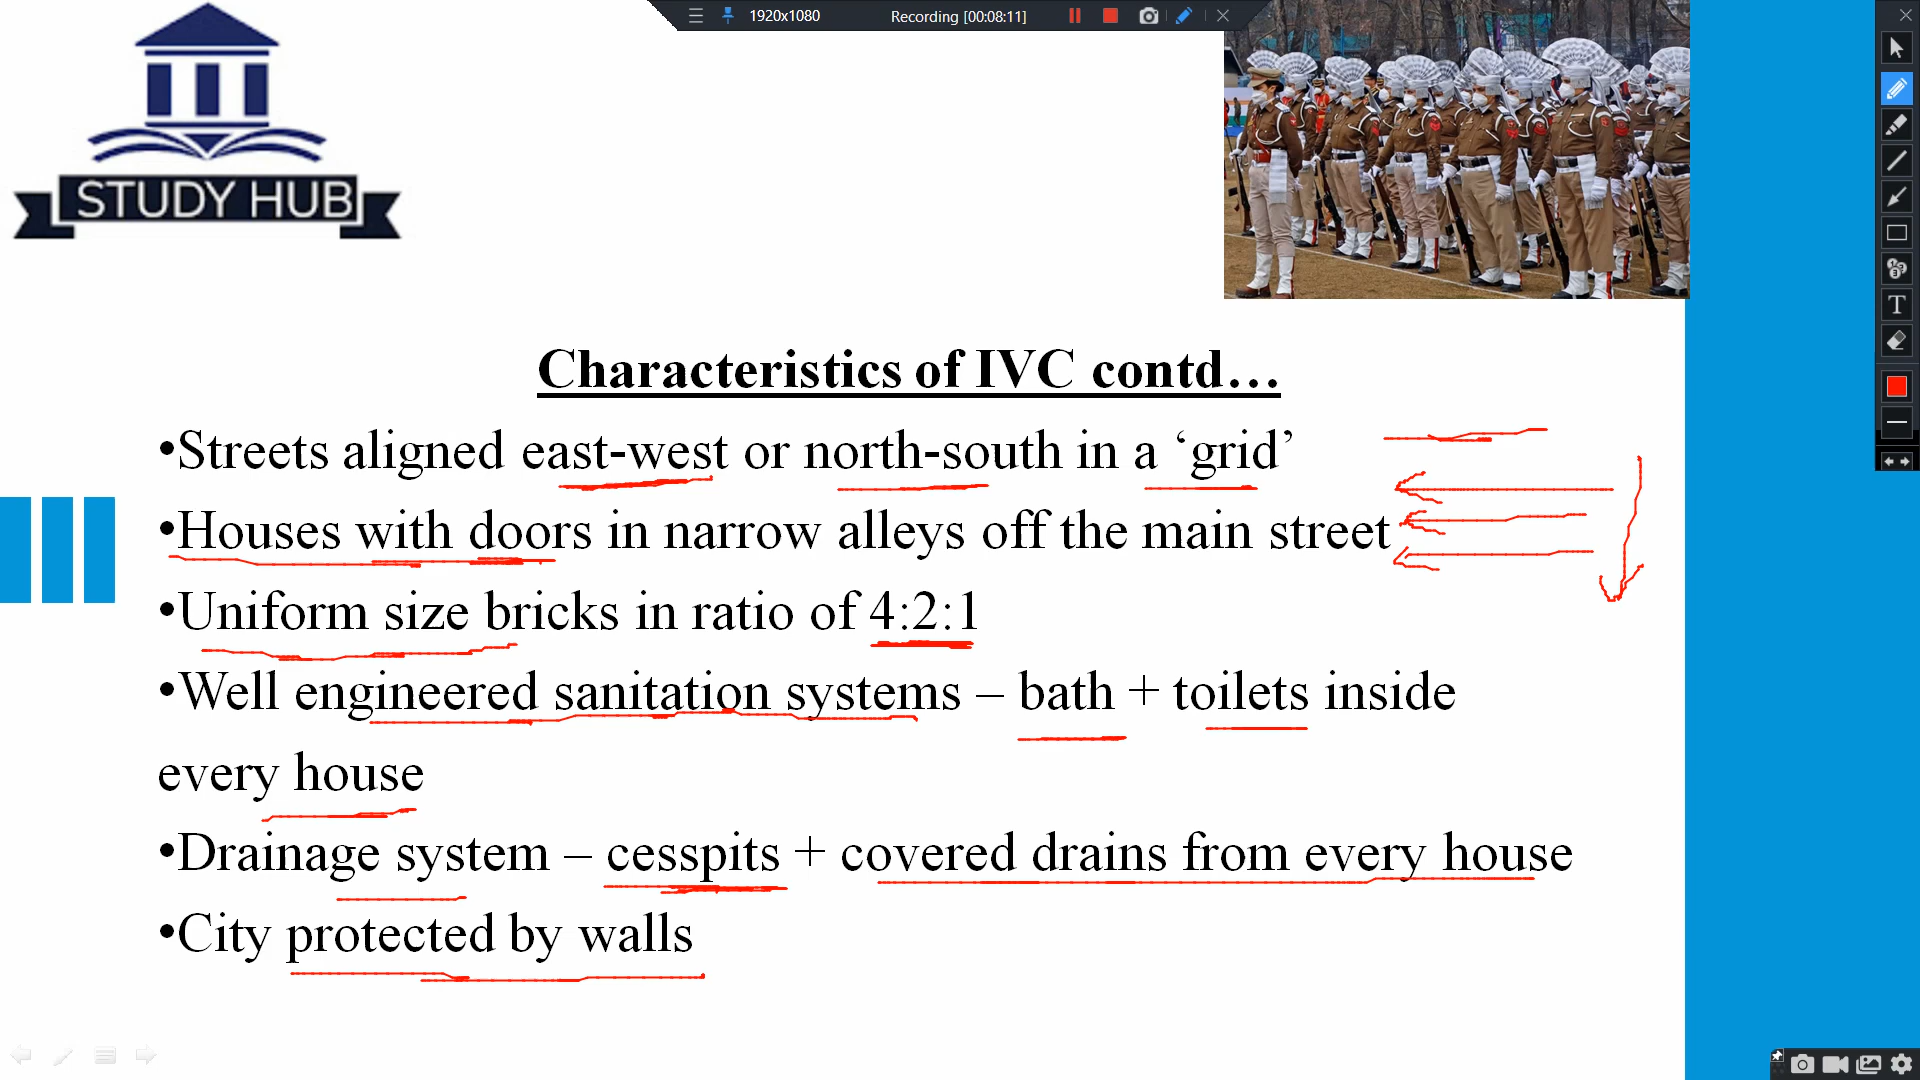 1920x1080
Recording [00:08:11]
STUDY HUB
Characteristics of IVC contd…
•Streets aligned east-west or north-south in a ‘grid’
•Houses with doors in narrow alleys off the main street
•Uniform size bricks in ratio of 4:2:1
•Well engineered sanitation systems – bath + toilets inside
every house
•Drainage system – cesspits + covered drains from every house
•City protected by walls